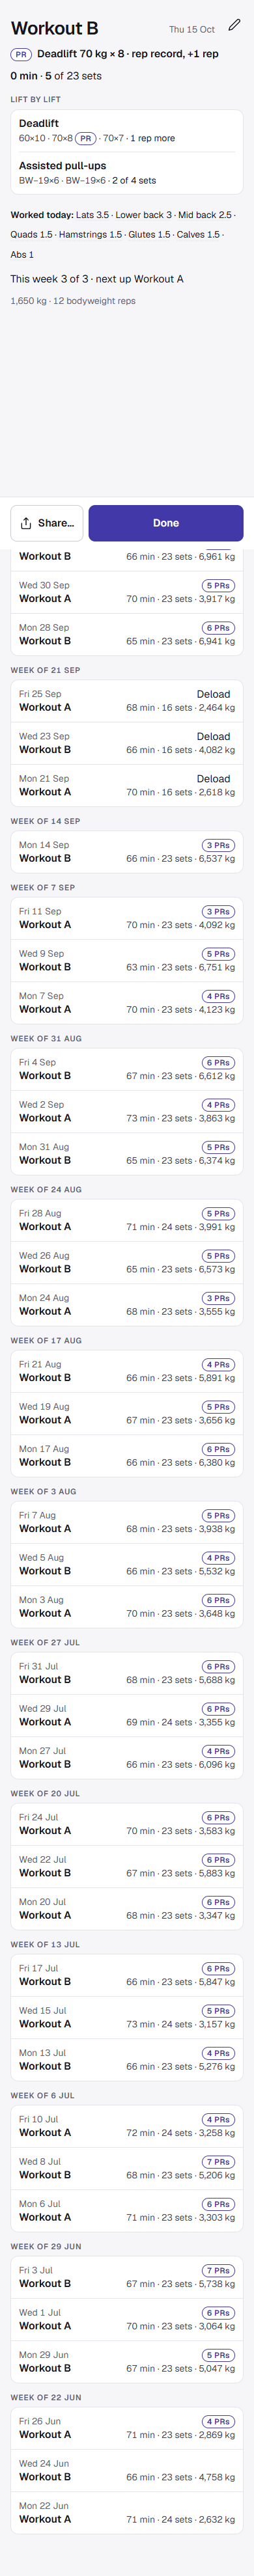 Workout B
Thu 15 Oct
PR Deadlift 70 kg × 8 · rep record, +1 rep
0 min · 5 of 23 sets
LIFT BY LIFT
Deadlift
60×10 · 70×8 PR · 70×7 · 1 rep more
Assisted pull-ups
BW−19×6 · BW−19×6 · 2 of 4 sets
Worked today: Lats 3.5 · Lower back 3 · Mid back 2.5 ·
Quads 1.5 · Hamstrings 1.5 · Glutes 1.5 · Calves 1.5 ·
Abs 1
This week 3 of 3 · next up Workout A
1,650 kg · 12 bodyweight reps
Share...
Done
Workout B 66 min · 23 sets · 6,961 kg
Wed 30 Sep 5 PRs
Workout A 70 min · 23 sets · 3,917 kg
Mon 28 Sep 6 PRs
Workout B 65 min · 23 sets · 6,941 kg
WEEK OF 21 SEP
Fri 25 Sep Deload
Workout A 68 min · 16 sets · 2,464 kg
Wed 23 Sep Deload
Workout B 66 min · 16 sets · 4,082 kg
Mon 21 Sep Deload
Workout A 70 min · 16 sets · 2,618 kg
WEEK OF 14 SEP
Mon 14 Sep 3 PRs
Workout B 66 min · 23 sets · 6,537 kg
WEEK OF 7 SEP
Fri 11 Sep 3 PRs
Workout A 70 min · 23 sets · 4,092 kg
Wed 9 Sep 5 PRs
Workout B 63 min · 23 sets · 6,751 kg
Mon 7 Sep 4 PRs
Workout A 70 min · 23 sets · 4,123 kg
WEEK OF 31 AUG
Fri 4 Sep 6 PRs
Workout B 67 min · 23 sets · 6,612 kg
Wed 2 Sep 4 PRs
Workout A 73 min · 23 sets · 3,863 kg
Mon 31 Aug 5 PRs
Workout B 65 min · 23 sets · 6,374 kg
WEEK OF 24 AUG
Fri 28 Aug 5 PRs
Workout A 71 min · 24 sets · 3,991 kg
Wed 26 Aug 5 PRs
Workout B 65 min · 23 sets · 6,573 kg
Mon 24 Aug 3 PRs
Workout A 68 min · 23 sets · 3,555 kg
WEEK OF 17 AUG
Fri 21 Aug 4 PRs
Workout B 66 min · 23 sets · 5,891 kg
Wed 19 Aug 5 PRs
Workout A 67 min · 23 sets · 3,656 kg
Mon 17 Aug 6 PRs
Workout B 66 min · 23 sets · 6,380 kg
WEEK OF 3 AUG
Fri 7 Aug 5 PRs
Workout A 68 min · 23 sets · 3,938 kg
Wed 5 Aug 4 PRs
Workout B 66 min · 23 sets · 5,532 kg
Mon 3 Aug 6 PRs
Workout A 70 min · 23 sets · 3,648 kg
WEEK OF 27 JUL
Fri 31 Jul 6 PRs
Workout B 68 min · 23 sets · 5,688 kg
Wed 29 Jul 6 PRs
Workout A 69 min · 24 sets · 3,355 kg
Mon 27 Jul 4 PRs
Workout B 66 min · 23 sets · 6,096 kg
WEEK OF 20 JUL
Fri 24 Jul 6 PRs
Workout A 70 min · 23 sets · 3,583 kg
Wed 22 Jul 6 PRs
Workout B 67 min · 23 sets · 5,883 kg
Mon 20 Jul 6 PRs
Workout A 68 min · 23 sets · 3,347 kg
WEEK OF 13 JUL
Fri 17 Jul 6 PRs
Workout B 66 min · 23 sets · 5,847 kg
Wed 15 Jul 5 PRs
Workout A 73 min · 24 sets · 3,157 kg
Mon 13 Jul 4 PRs
Workout B 66 min · 23 sets · 5,276 kg
WEEK OF 6 JUL
Fri 10 Jul 4 PRs
Workout A 72 min · 24 sets · 3,258 kg
Wed 8 Jul 7 PRs
Workout B 68 min · 23 sets · 5,206 kg
Mon 6 Jul 6 PRs
Workout A 71 min · 23 sets · 3,303 kg
WEEK OF 29 JUN
Fri 3 Jul 7 PRs
Workout B 67 min · 23 sets · 5,738 kg
Wed 1 Jul 6 PRs
Workout A 70 min · 23 sets · 3,064 kg
Mon 29 Jun 5 PRs
Workout B 67 min · 23 sets · 5,047 kg
WEEK OF 22 JUN
Fri 26 Jun 4 PRs
Workout A 71 min · 23 sets · 2,869 kg
Wed 24 Jun
Workout B 66 min · 23 sets · 4,758 kg
Mon 22 Jun
Workout A 71 min · 24 sets · 2,632 kg